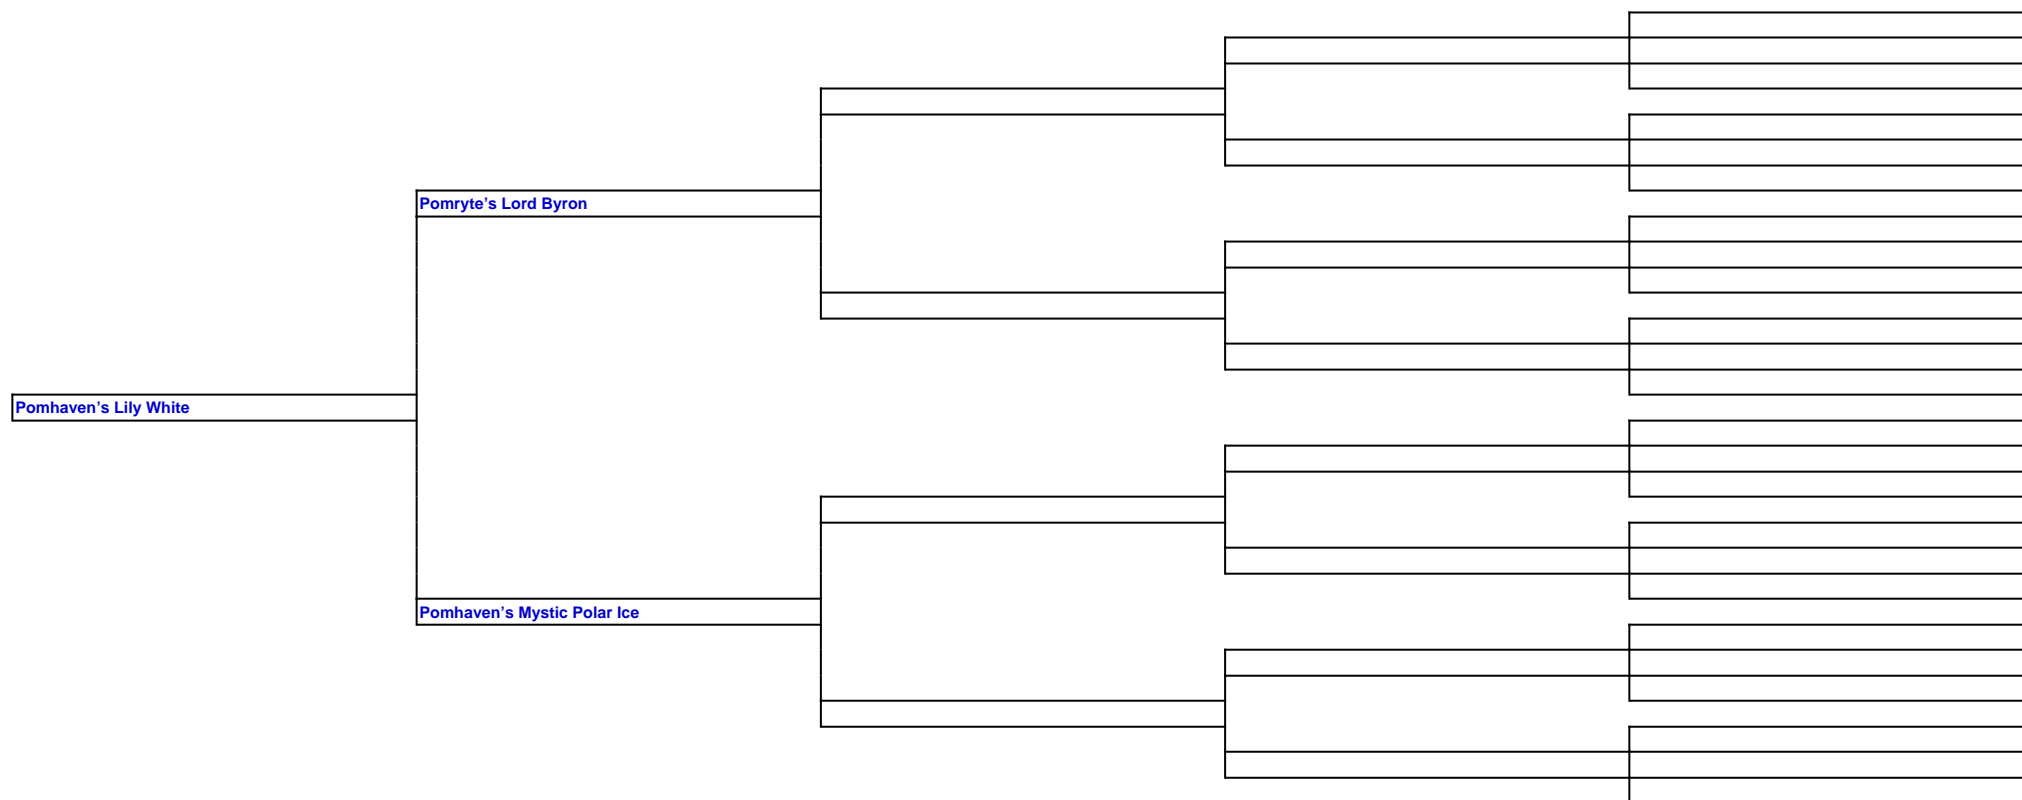 Pomryte’s Lord Byron
Pomhaven’s Lily White
Pomhaven’s Mystic Polar Ice